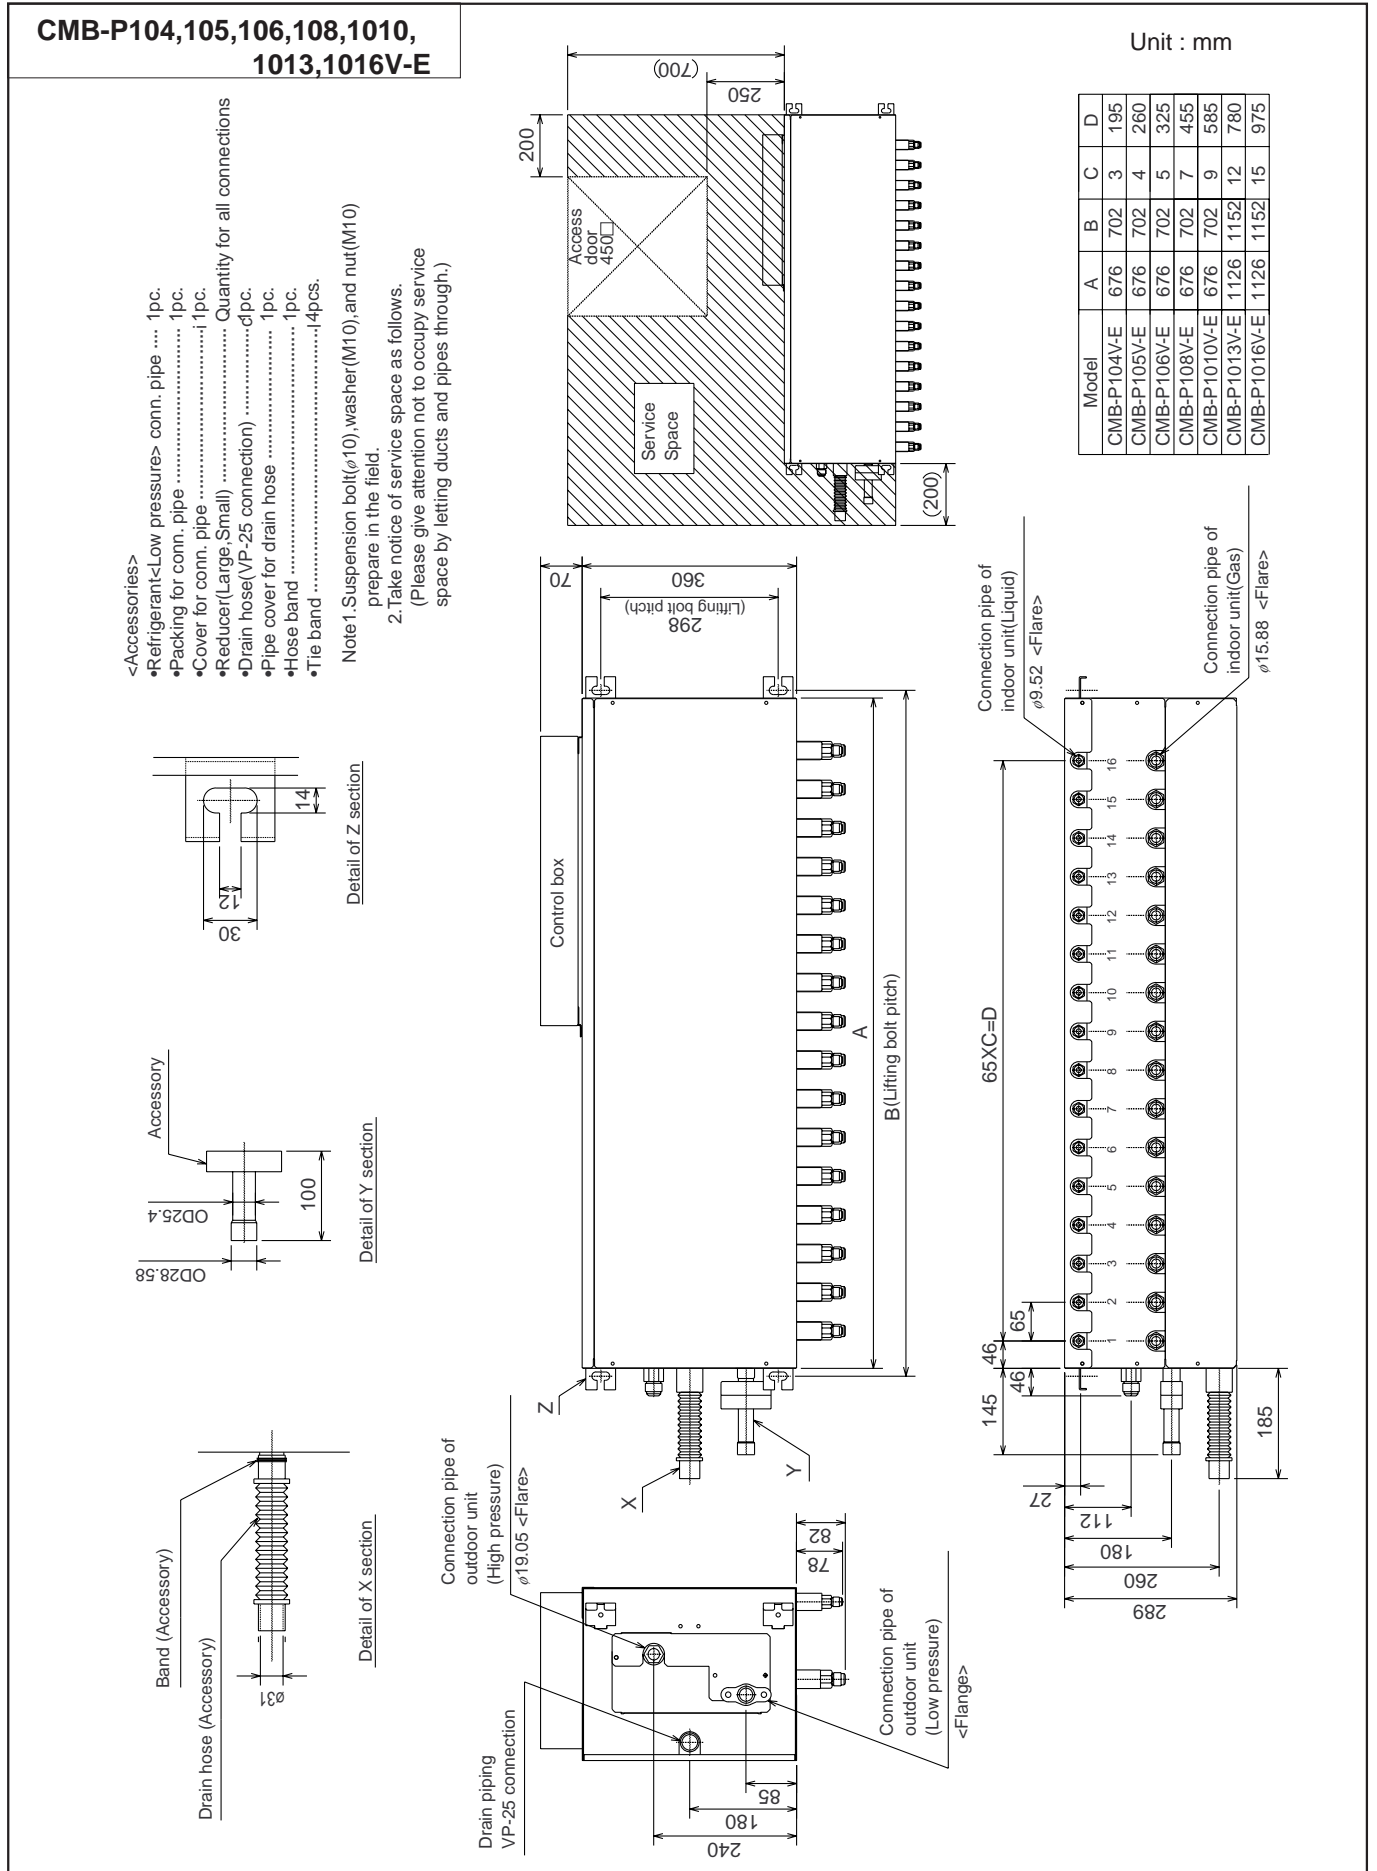 CMB-P104,105,106,108,1010,
1013,1016V-E
Unit : mm
<Accessories>
•Refrigerant<Low pressure> conn. pipe ···· 1pc.
•Packing for conn. pipe ···························· 1pc.
•Cover for conn. pipe ·····························¡ 1pc.
•Reducer(Large,Small) ···························· Quantity for all connections
•Drain hose(VP-25 connection) ·············d1pc.
•Pipe cover for drain hose ······················ 1pc.
•Hose band ············································ 1pc.
•Tie band ···············································¡4pcs.
Note1.Suspension bolt(ø10),washer(M10),and nut(M10)
prepare in the field.
2.Take notice of service space as follows.
(Please give attention not to occupy service
space by letting ducts and pipes through.)
(700)
250
200
Access
door
450□
Service
Space
(200)
Model A B C D
CMB-P104V-E 676 702 3 195
CMB-P105V-E 676 702 4 260
CMB-P106V-E 676 702 5 325
CMB-P108V-E 676 702 7 455
CMB-P1010V-E 676 702 9 585
CMB-P1013V-E 1126 1152 12 780
CMB-P1016V-E 1126 1152 15 975
14
12
30
Detail of Z section
Accessory
OD25.4
OD28.58
100
Detail of Y section
Band (Accessory)
Drain hose (Accessory)
ø31
Detail of X section
70
360
298
(Lifting bolt pitch)
Control box
A
B(Lifting bolt pitch)
Z
X
Y
Connection pipe of
outdoor unit
(High pressure)
ø19.05 <Flare>
Drain piping
VP-25 connection
82
78
Connection pipe of
outdoor unit
(Low pressure)
<Flange>
85
180
240
Connection pipe of
indoor unit(Liquid)
ø9.52 <Flare>
Connection pipe of
indoor unit(Gas)
ø15.88 <Flare>
65XC=D
16
15
14
13
12
11
10
9
8
7
6
5
4
3
2
1
65
46
46
145
185
27
112
180
260
289